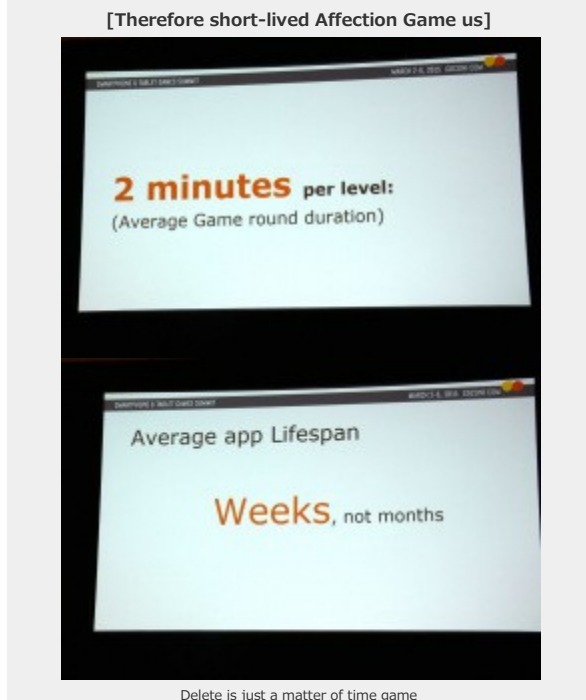 [Therefore short-lived Affection Game us]
2 minutes per level:
(Average Game round duration)
Average app Lifespan
Weeks, not months
Delete is just a matter of time game